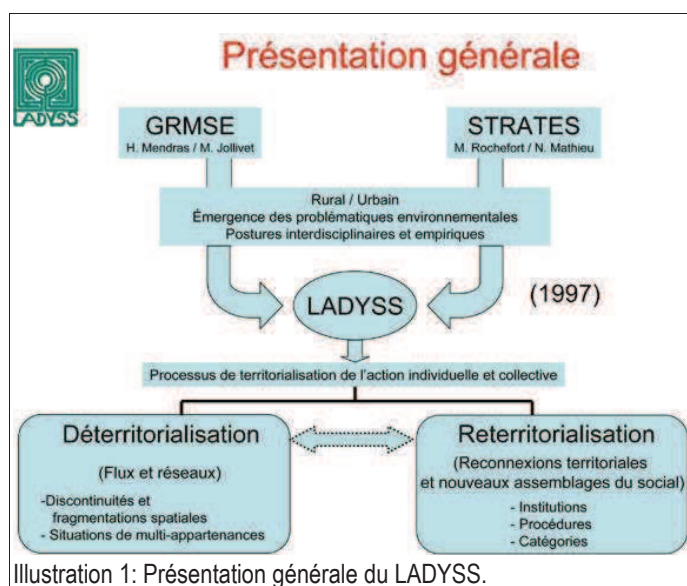 Présentation générale
LADYSS
GRMSE
H. Mendras / M. Jollivet
STRATES
M. Rochefort / N. Mathieu
Rural / Urbain
Émergence des problématiques environnementales
Postures interdisciplinaires et empiriques
LADYSS
(1997)
Processus de territorialisation de l'action individuelle et collective
Déterritorialisation
(Flux et réseaux)
-Discontinuités et
fragmentations spatiales
- Situations de multi-appartenances
Reterritorialisation
(Reconnexions territoriales
et nouveaux assemblages du social)
- Institutions
- Procédures
- Catégories
Illustration 1: Présentation générale du LADYSS.